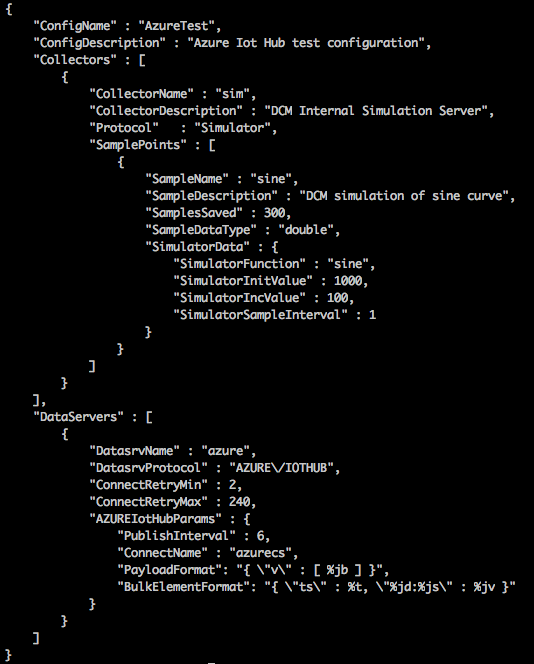 {
    "ConfigName" : "AzureTest",
    "ConfigDescription" : "Azure Iot Hub test configuration",
    "Collectors" : [
        {
            "CollectorName" : "sim",
            "CollectorDescription" : "DCM Internal Simulation Server",
            "Protocol"   : "Simulator",
            "SamplePoints" : [
                {
                    "SampleName" : "sine",
                    "SampleDescription" : "DCM simulation of sine curve",
                    "SamplesSaved" : 300,
                    "SampleDataType" : "double",
                    "SimulatorData" : {
                        "SimulatorFunction" : "sine",
                        "SimulatorInitValue" : 1000,
                        "SimulatorIncValue" : 100,
                        "SimulatorSampleInterval" : 1
                    }
                }
            ]
        }
    ],
    "DataServers" : [
        {
            "DatasrvName" : "azure",
            "DatasrvProtocol" : "AZURE\/IOTHUB",
            "ConnectRetryMin" : 2,
            "ConnectRetryMax" : 240,
            "AZUREIotHubParams" : {
                "PublishInterval" : 6,
                "ConnectName" : "azurecs",
                "PayloadFormat": "{ \"v\" : [ %jb ] }",
                "BulkElementFormat": "{ \"ts\" : %t, \"%jd:%js\" : %jv }"
            }
        }
    ]
}